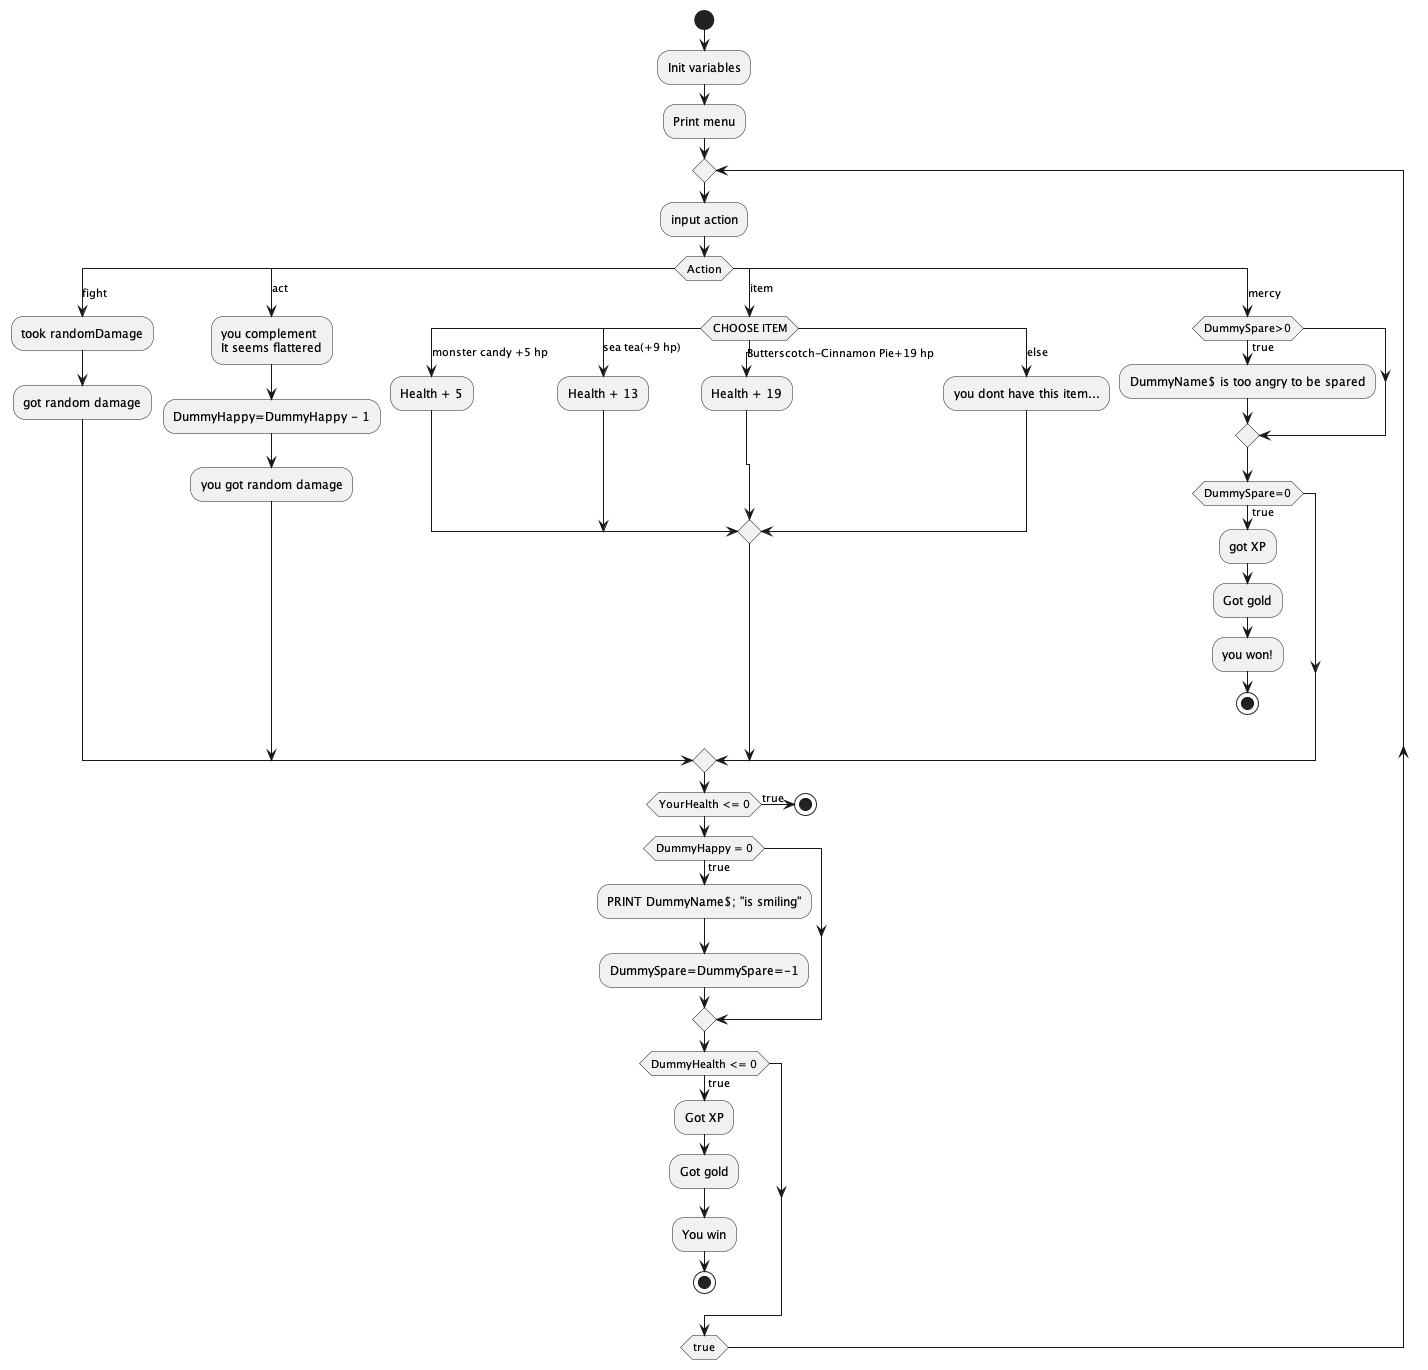 Init variables
Print menu
input action
Action
fight
act
item
mercy
took randomDamage
got random damage
you complement
It seems flattered
DummyHappy=DummyHappy - 1
you got random damage
CHOOSE ITEM
monster candy +5 hp
sea tea(+9 hp)
Butterscotch-Cinnamon Pie+19 hp
else
Health + 5
Health + 13
Health + 19
you dont have this item...
DummySpare>0
true
DummyName$ is too angry to be spared
DummySpare=0
true
got XP
Got gold
you won!
YourHealth <= 0
true
DummyHappy = 0
true
PRINT DummyName$; "is smiling"
DummySpare=DummySpare=-1
DummyHealth <= 0
true
Got XP
Got gold
You win
true